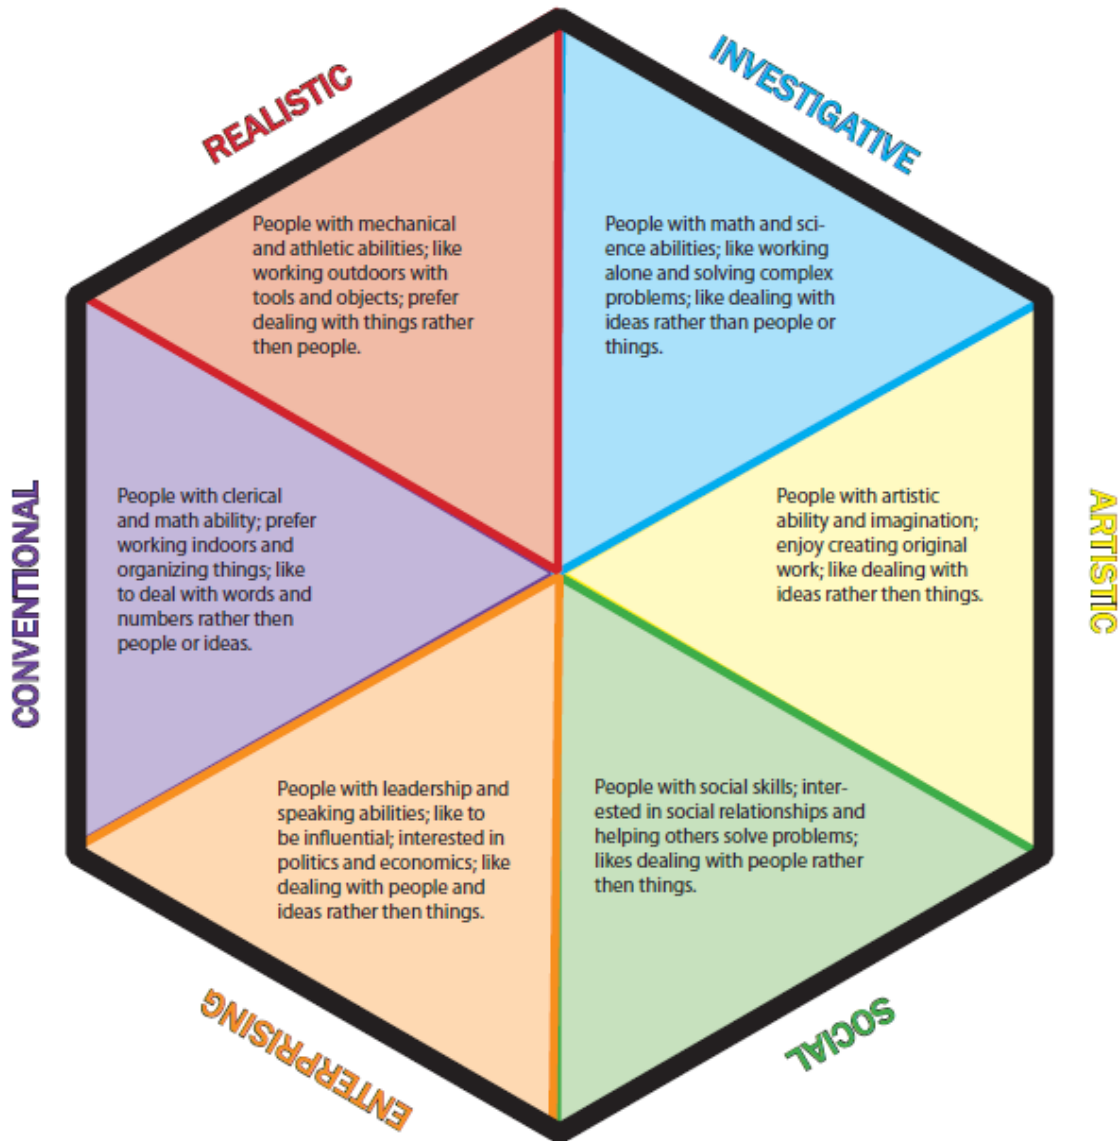 REALISTIC
People with mechanical
and athletic abilities; like
working outdoors with
tools and objects; prefer
dealing with things rather
then people.
INVESTIGATIVE
People with math and sci-
ence abilities; like working
alone and solving complex
problems; like dealing with
ideas rather than people or
things.
ARTISTIC
People with artistic
ability and imagination;
enjoy creating original
work; like dealing with
ideas rather then things.
SOCIAL
People with social skills; inter-
ested in social relationships and
helping others solve problems;
likes dealing with people rather
then things.
ENTERPRISING
People with leadership and
speaking abilities; like to
be influential; interested in
politics and economics; like
dealing with people and
ideas rather then things.
CONVENTIONAL
People with clerical
and math ability; prefer
working indoors and
organizing things; like
to deal with words and
numbers rather then
people or ideas.